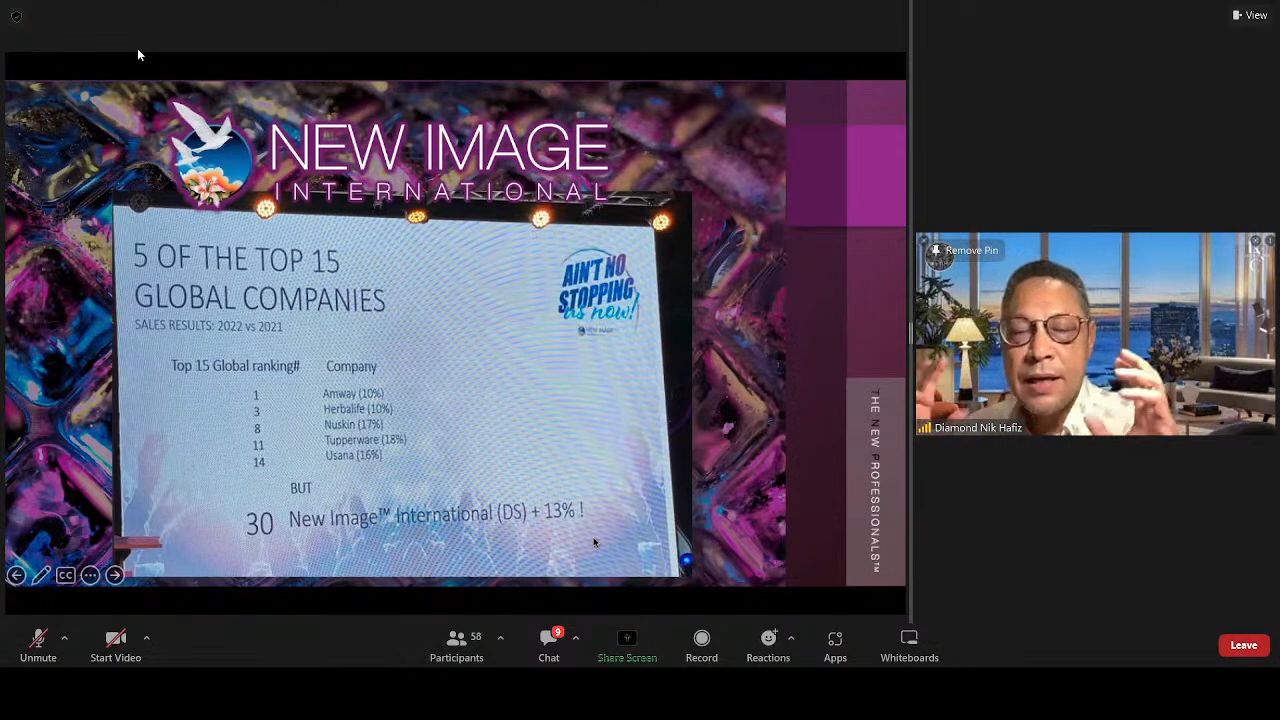 View
NEW IMAGE
INTERNATIONAL
5 OF THE TOP 15
GLOBAL COMPANIES
SALES RESULTS: 2022 vs 2021
AIN'T NO
STOPPING
us now!
NEW IMAGE
Top 15 Global ranking# Company
1 Amway (10%)
3 Herbalife (10%)
8 Nuskin (17%)
11 Tupperware (18%)
14 Usana (16%)
BUT
30 New Image™ International (DS) + 13% !
THE NEW PROFESSIONALS™
CC
Remove Pin
Diamond Nik Hafiz
58
9
Unmute
Start Video
Participants
Chat
Share Screen
Record
Reactions
Apps
Whiteboards
Leave